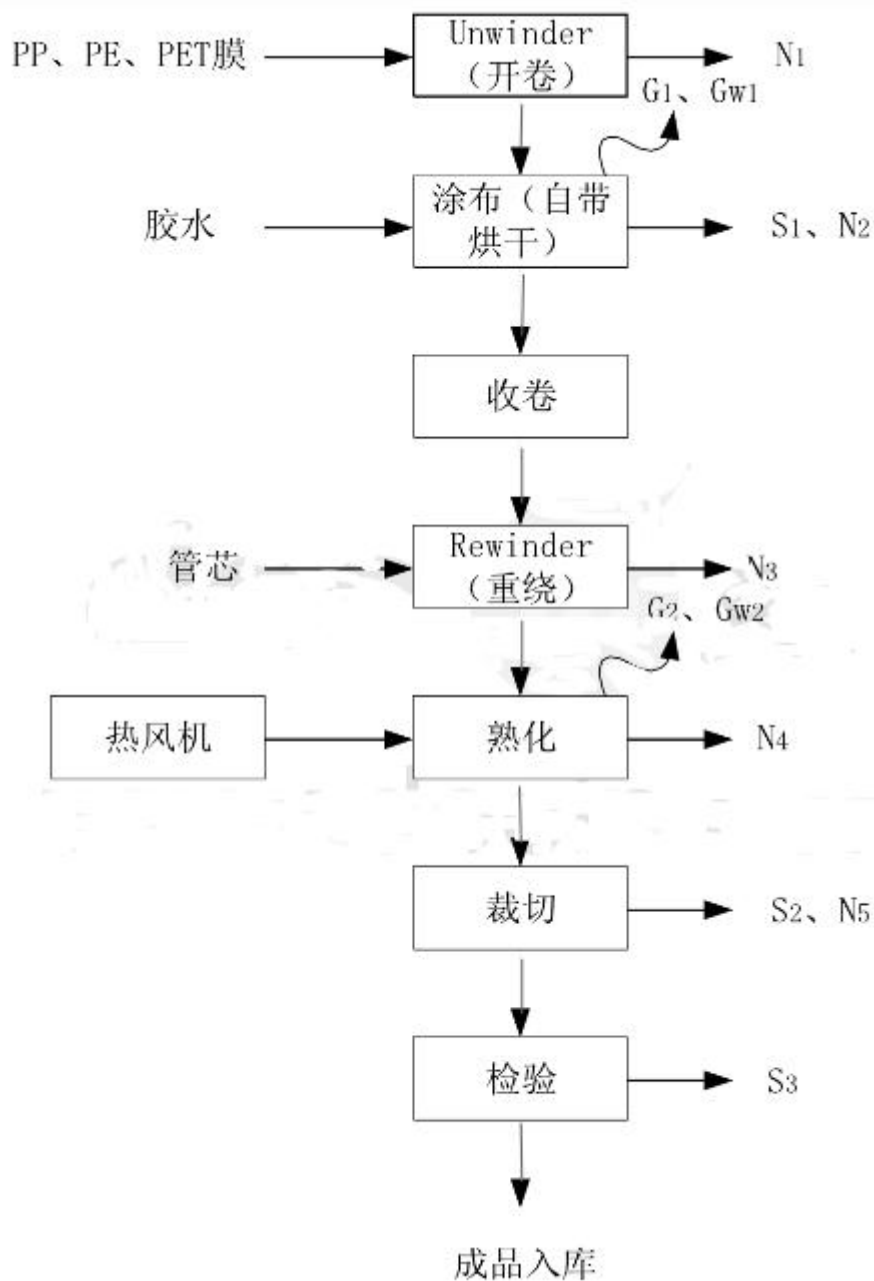 PP、PE、PET膜
Unwinder
（开卷）
N1
G1、Gw1
胶水
涂布（自带
烘干）
S1、N2
收卷
管芯
Rewinder
（重绕）
N3
G2、Gw2
热风机
熟化
N4
裁切
S2、N5
检验
S3
成品入库